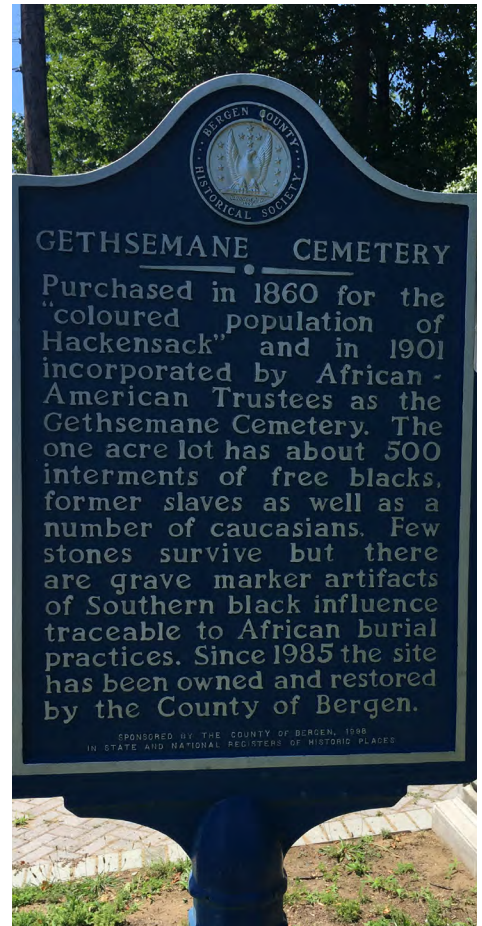 BERGEN COUNTY
HISTORICAL SOCIETY
GETHSEMANE CEMETERY
Purchased in 1860 for the
"coloured population of
Hackensack" and in 1901
incorporated by African-
American Trustees as the
Gethsemane Cemetery. The
one acre lot has about 500
interments of free blacks,
former slaves as well as a
number of caucasians. Few
stones survive but there
are grave marker artifacts
of Southern black influence
traceable to African burial
practices. Since 1985 the site
has been owned and restored
by the County of Bergen.
SPONSORED BY THE COUNTY OF BERGEN,
IN STATE AND NATIONAL REGISTERS OF HISTORIC PLACES